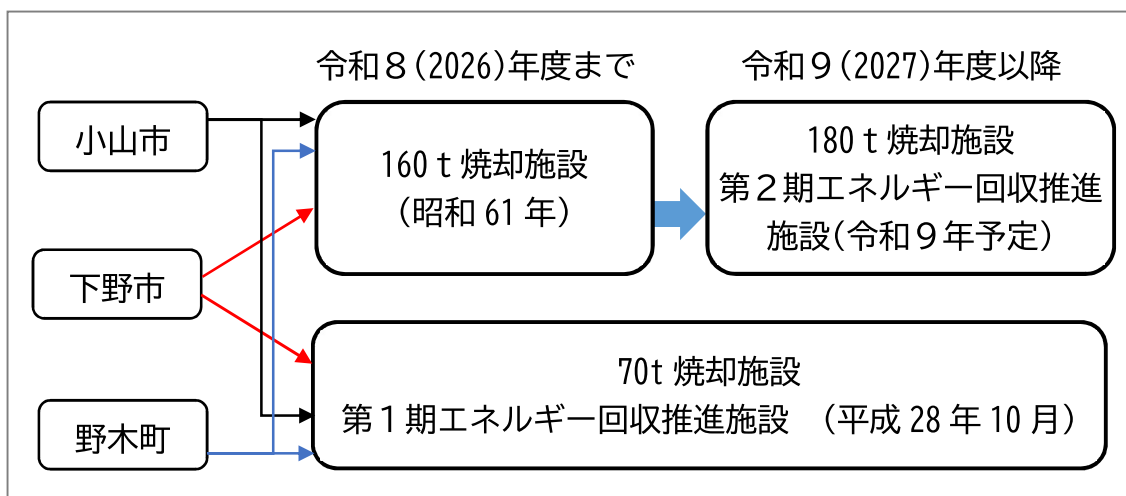 令和８(2026)年度まで
令和９(2027)年度以降
小山市
下野市
野木町
160ｔ焼却施設
（昭和 61 年）
180 ｔ焼却施設
第２期エネルギー回収推進
施設(令和９年予定)
70t 焼却施設
第１期エネルギー回収推進施設　（平成 28 年 10 月）